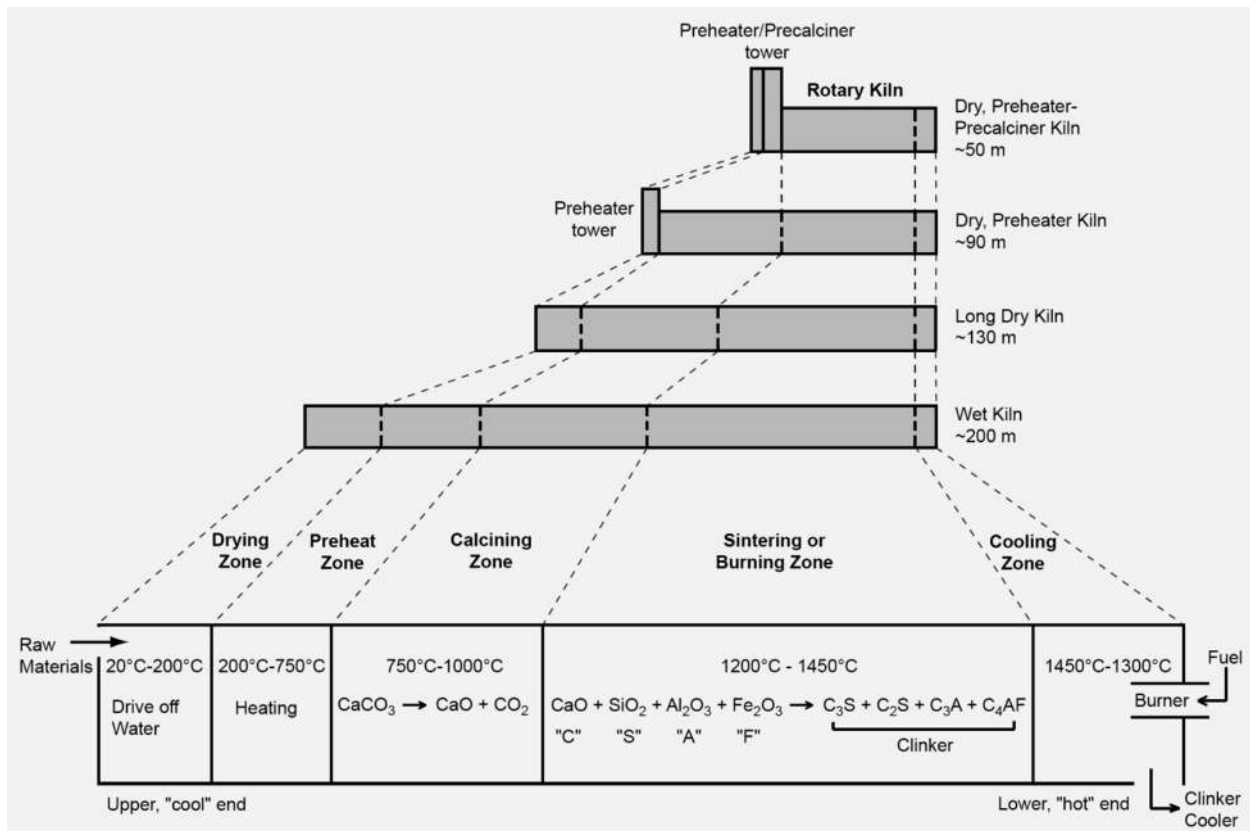 Preheater/Precalciner
tower
Rotary Kiln
Dry, Preheater-
Precalciner Kiln
~50 m
Preheater
tower
Dry, Preheater Kiln
~90 m
Long Dry Kiln
~130 m
Wet Kiln
~200 m
Drying
Zone
Preheat
Zone
Calcining
Zone
Sintering or
Burning Zone
Cooling
Zone
Raw
Materials
20°C-200°C
200°C-750°C
750°C-1000°C
1200°C - 1450°C
1450°C-1300°C
Fuel
Drive off
Water
Heating
CaCO₃ → CaO + CO₂
CaO + SiO₂ + Al₂O₃ + Fe₂O₃ → C₃S + C₂S + C₃A + C₄AF
"C" "S" "A" "F"
Clinker
Burner
Upper, "cool" end
Lower, "hot" end
Clinker
Cooler